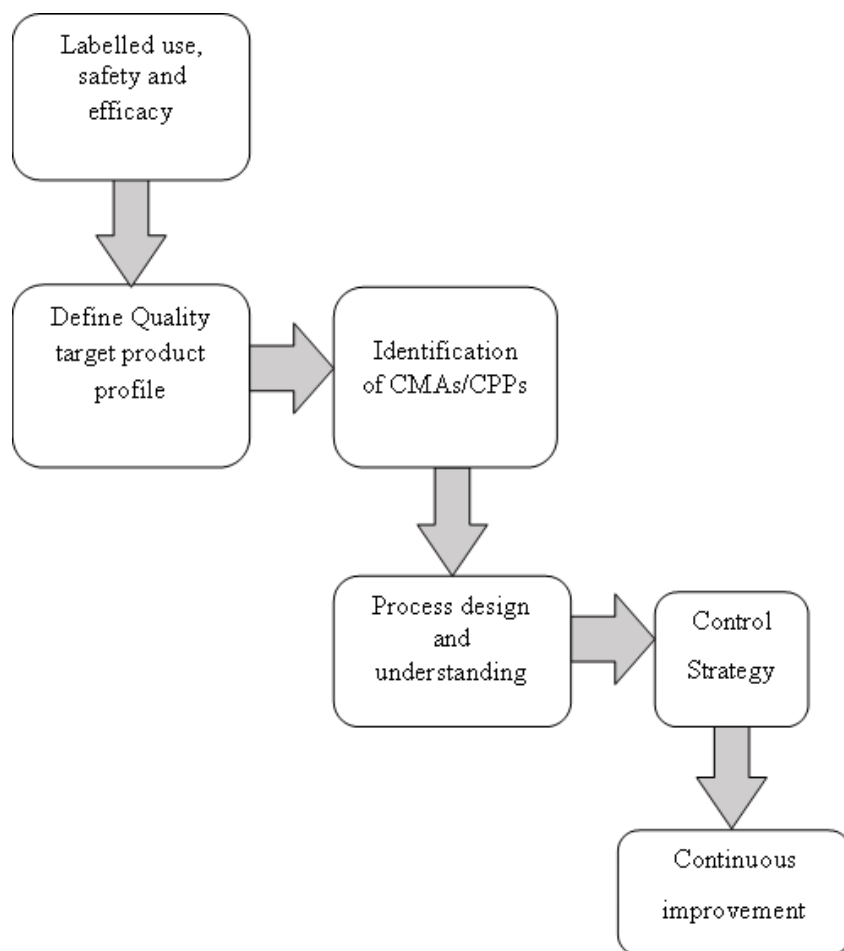 Labelled use,
safety and
efficacy
Define Quality
target product
profile
Identification
of CMAs/CPPs
Process design
and
understanding
Control
Strategy
Continuous
improvement